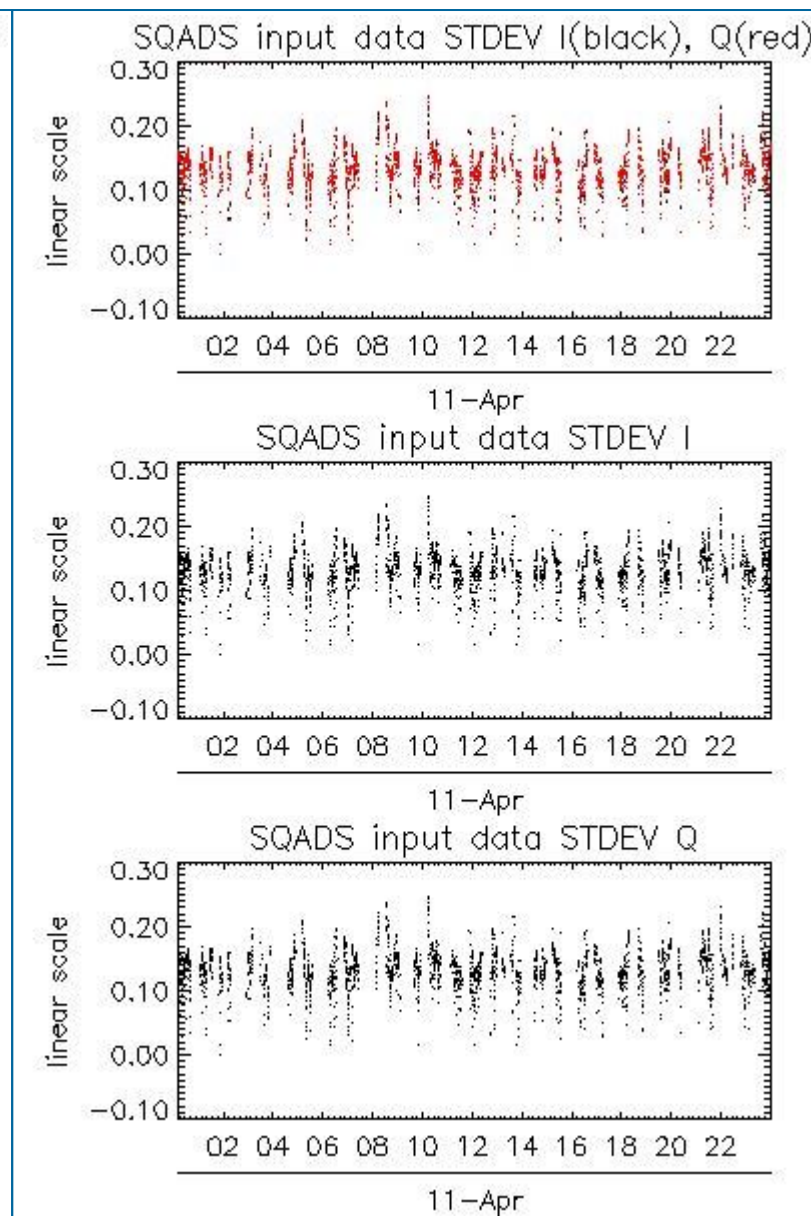 SQADS input data STDEV I(black), Q(red)
0.30
0.20
0.10
0.00
-0.10
linear scale
02 04 06 08 10 12 14 16 18 20 22
11-Apr
SQADS input data STDEV I
0.30
0.20
0.10
0.00
-0.10
linear scale
02 04 06 08 10 12 14 16 18 20 22
11-Apr
SQADS input data STDEV Q
0.30
0.20
0.10
0.00
-0.10
linear scale
02 04 06 08 10 12 14 16 18 20 22
11-Apr